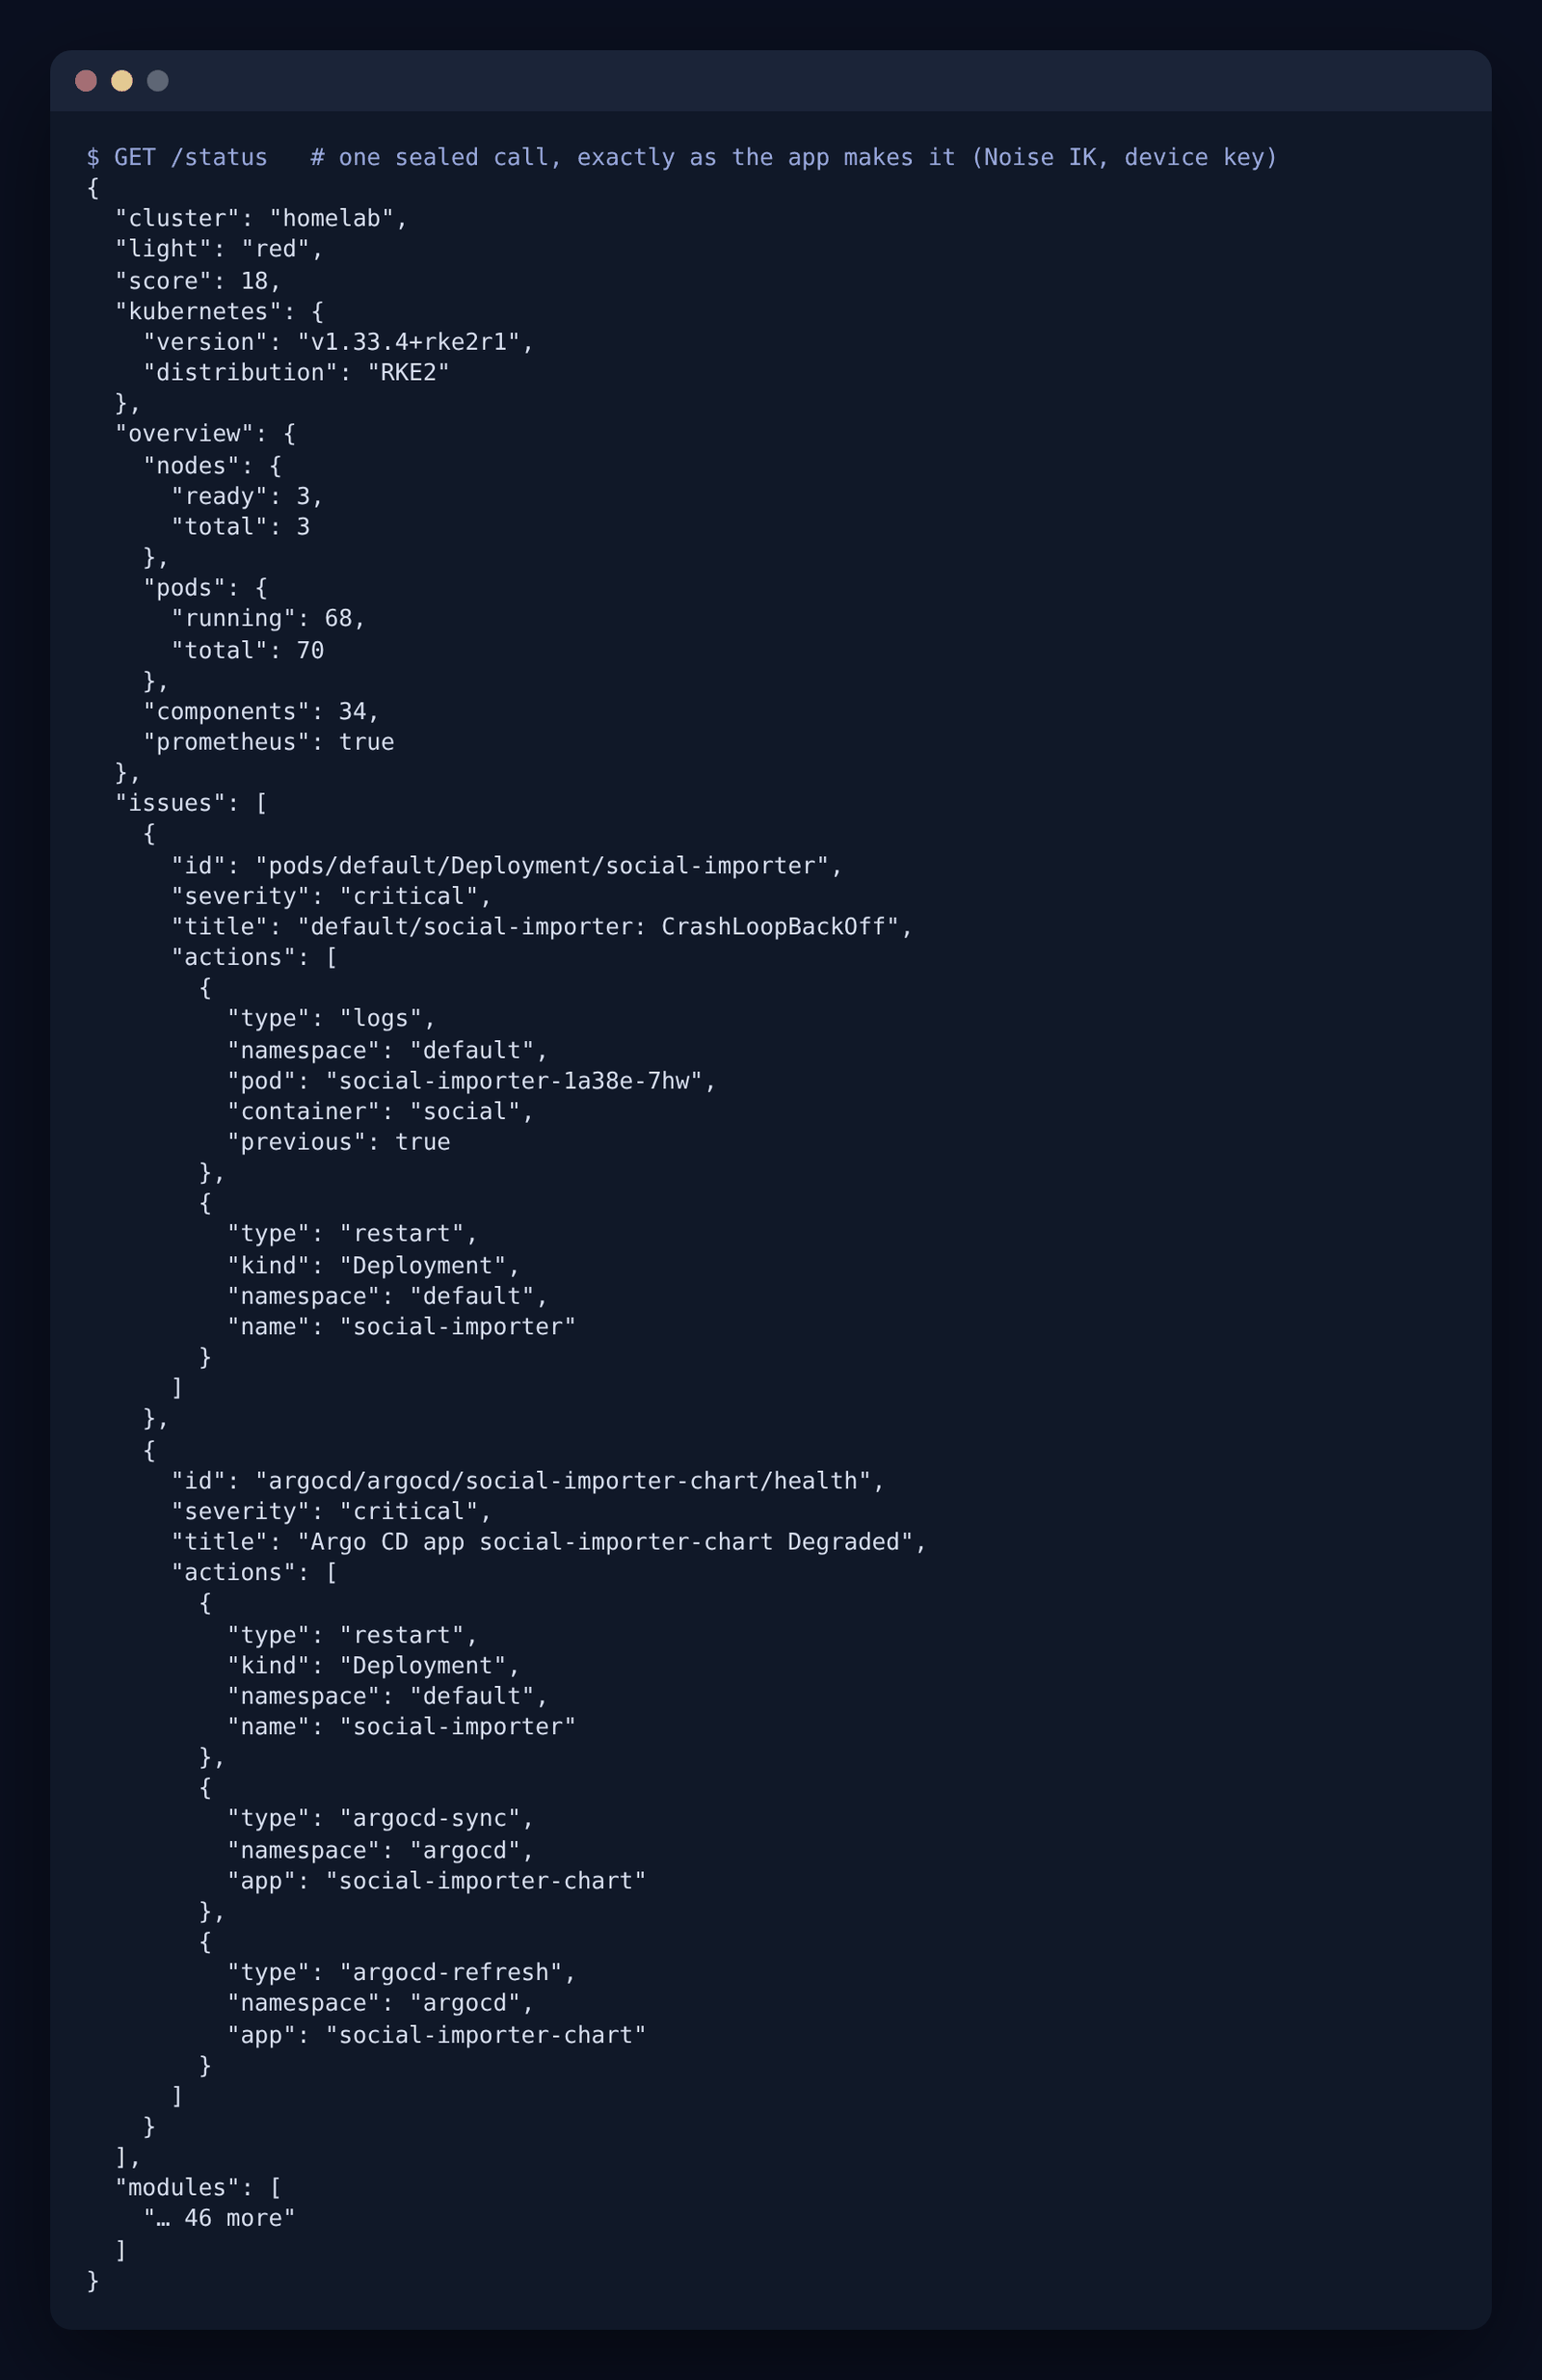 $ GET /status   # one sealed call, exactly as the app makes it (Noise IK, device key)
{
  "cluster": "homelab",
  "light": "red",
  "score": 18,
  "kubernetes": {
    "version": "v1.33.4+rke2r1",
    "distribution": "RKE2"
  },
  "overview": {
    "nodes": {
      "ready": 3,
      "total": 3
    },
    "pods": {
      "running": 68,
      "total": 70
    },
    "components": 34,
    "prometheus": true
  },
  "issues": [
    {
      "id": "pods/default/Deployment/social-importer",
      "severity": "critical",
      "title": "default/social-importer: CrashLoopBackOff",
      "actions": [
        {
          "type": "logs",
          "namespace": "default",
          "pod": "social-importer-1a38e-7hw",
          "container": "social",
          "previous": true
        },
        {
          "type": "restart",
          "kind": "Deployment",
          "namespace": "default",
          "name": "social-importer"
        }
      ]
    },
    {
      "id": "argocd/argocd/social-importer-chart/health",
      "severity": "critical",
      "title": "Argo CD app social-importer-chart Degraded",
      "actions": [
        {
          "type": "restart",
          "kind": "Deployment",
          "namespace": "default",
          "name": "social-importer"
        },
        {
          "type": "argocd-sync",
          "namespace": "argocd",
          "app": "social-importer-chart"
        },
        {
          "type": "argocd-refresh",
          "namespace": "argocd",
          "app": "social-importer-chart"
        }
      ]
    }
  ],
  "modules": [
    "… 46 more"
  ]
}